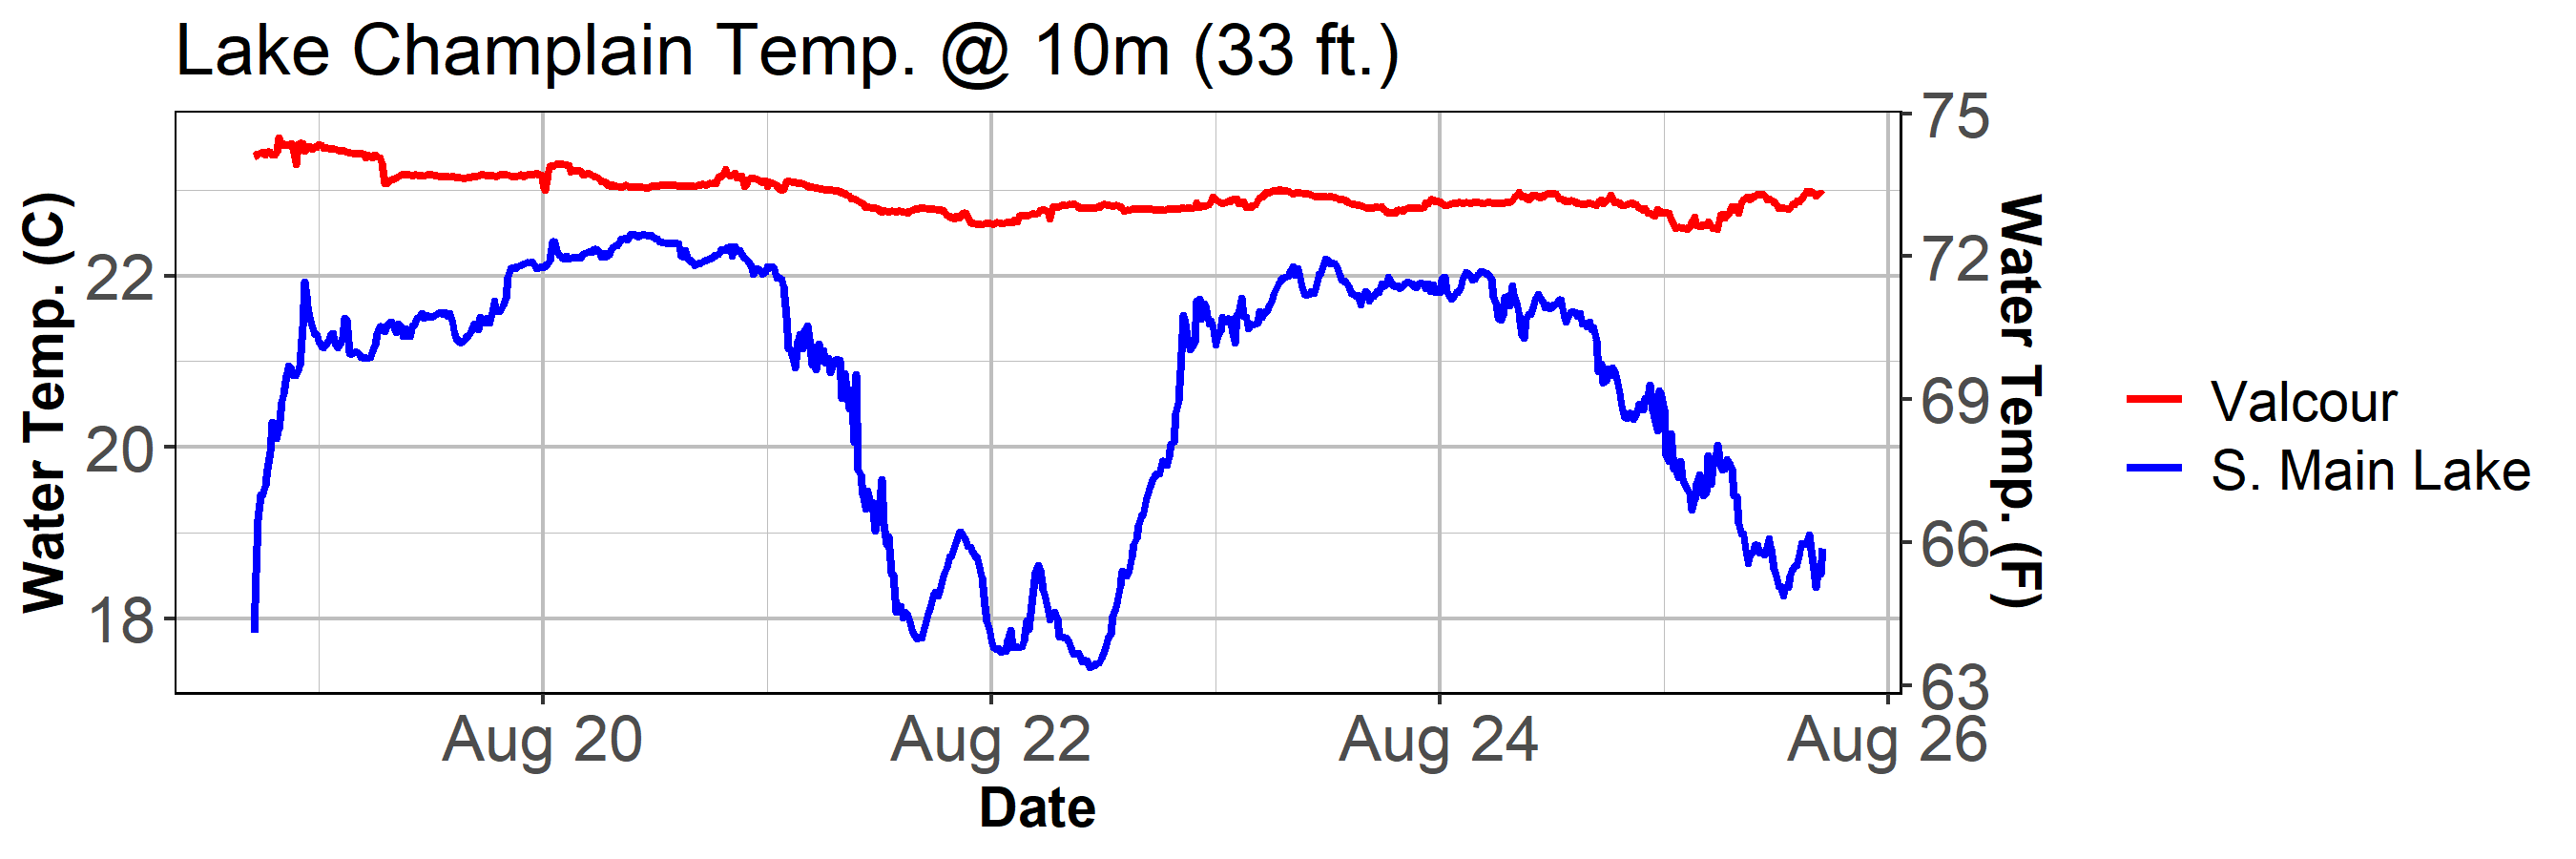 Lake Champlain Temp. @ 10m (33 ft.)
Water Temp. (C)
22
20
18
75
72
69
66
63
Water Temp. (F)
Aug 20
Aug 22
Aug 24
Aug 26
Date
Valcour
S. Main Lake